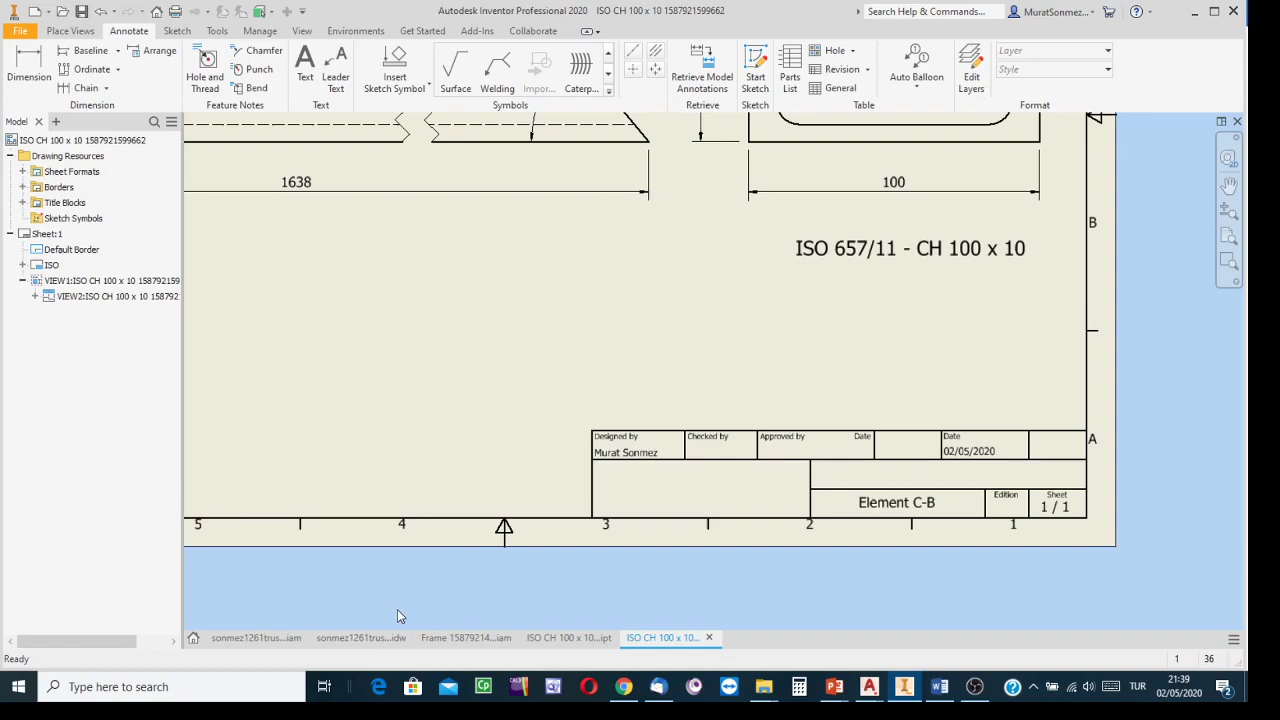 Autodesk Inventor Professional 2020 ISO CH 100 x 10 1587921599662
Search Help & Commands...
MuratSonmez...
PRO
File Place Views Annotate Sketch Tools Manage View Environments Get Started Add-Ins Collaborate
Dimension
Baseline
Ordinate
Chain
Arrange
Dimension
Hole and Thread
Chamfer
Punch
Bend
Feature Notes
Text
Leader Text
Text
Insert Sketch Symbol
Surface
Welding
Impor...
Caterp...
Symbols
Retrieve Model Annotations
Retrieve
Start Sketch
Sketch
Parts List
Hole
Revision
General
Auto Balloon
Table
Edit Layers
Layer
Style
Format
Model
ISO CH 100 x 10 1587921599662
Drawing Resources
Sheet Formats
Borders
Title Blocks
Sketch Symbols
Sheet:1
Default Border
ISO
VIEW1:ISO CH 100 x 10 158792159
VIEW2:ISO CH 100 x 10 158792
1638
100
B
ISO 657/11 - CH 100 x 10
Designed by
Murat Sonmez
Checked by
Approved by
Date
Date
02/05/2020
A
Element C-B
Edition
Sheet
1 / 1
5 4 3 2 1
sonmez1261trus...iam sonmez1261trus...idw Frame 15879214...iam ISO CH 100 x 10...ipt ISO CH 100 x 10...
Ready
1 36
Type here to search
TUR
21:39
02/05/2020
2